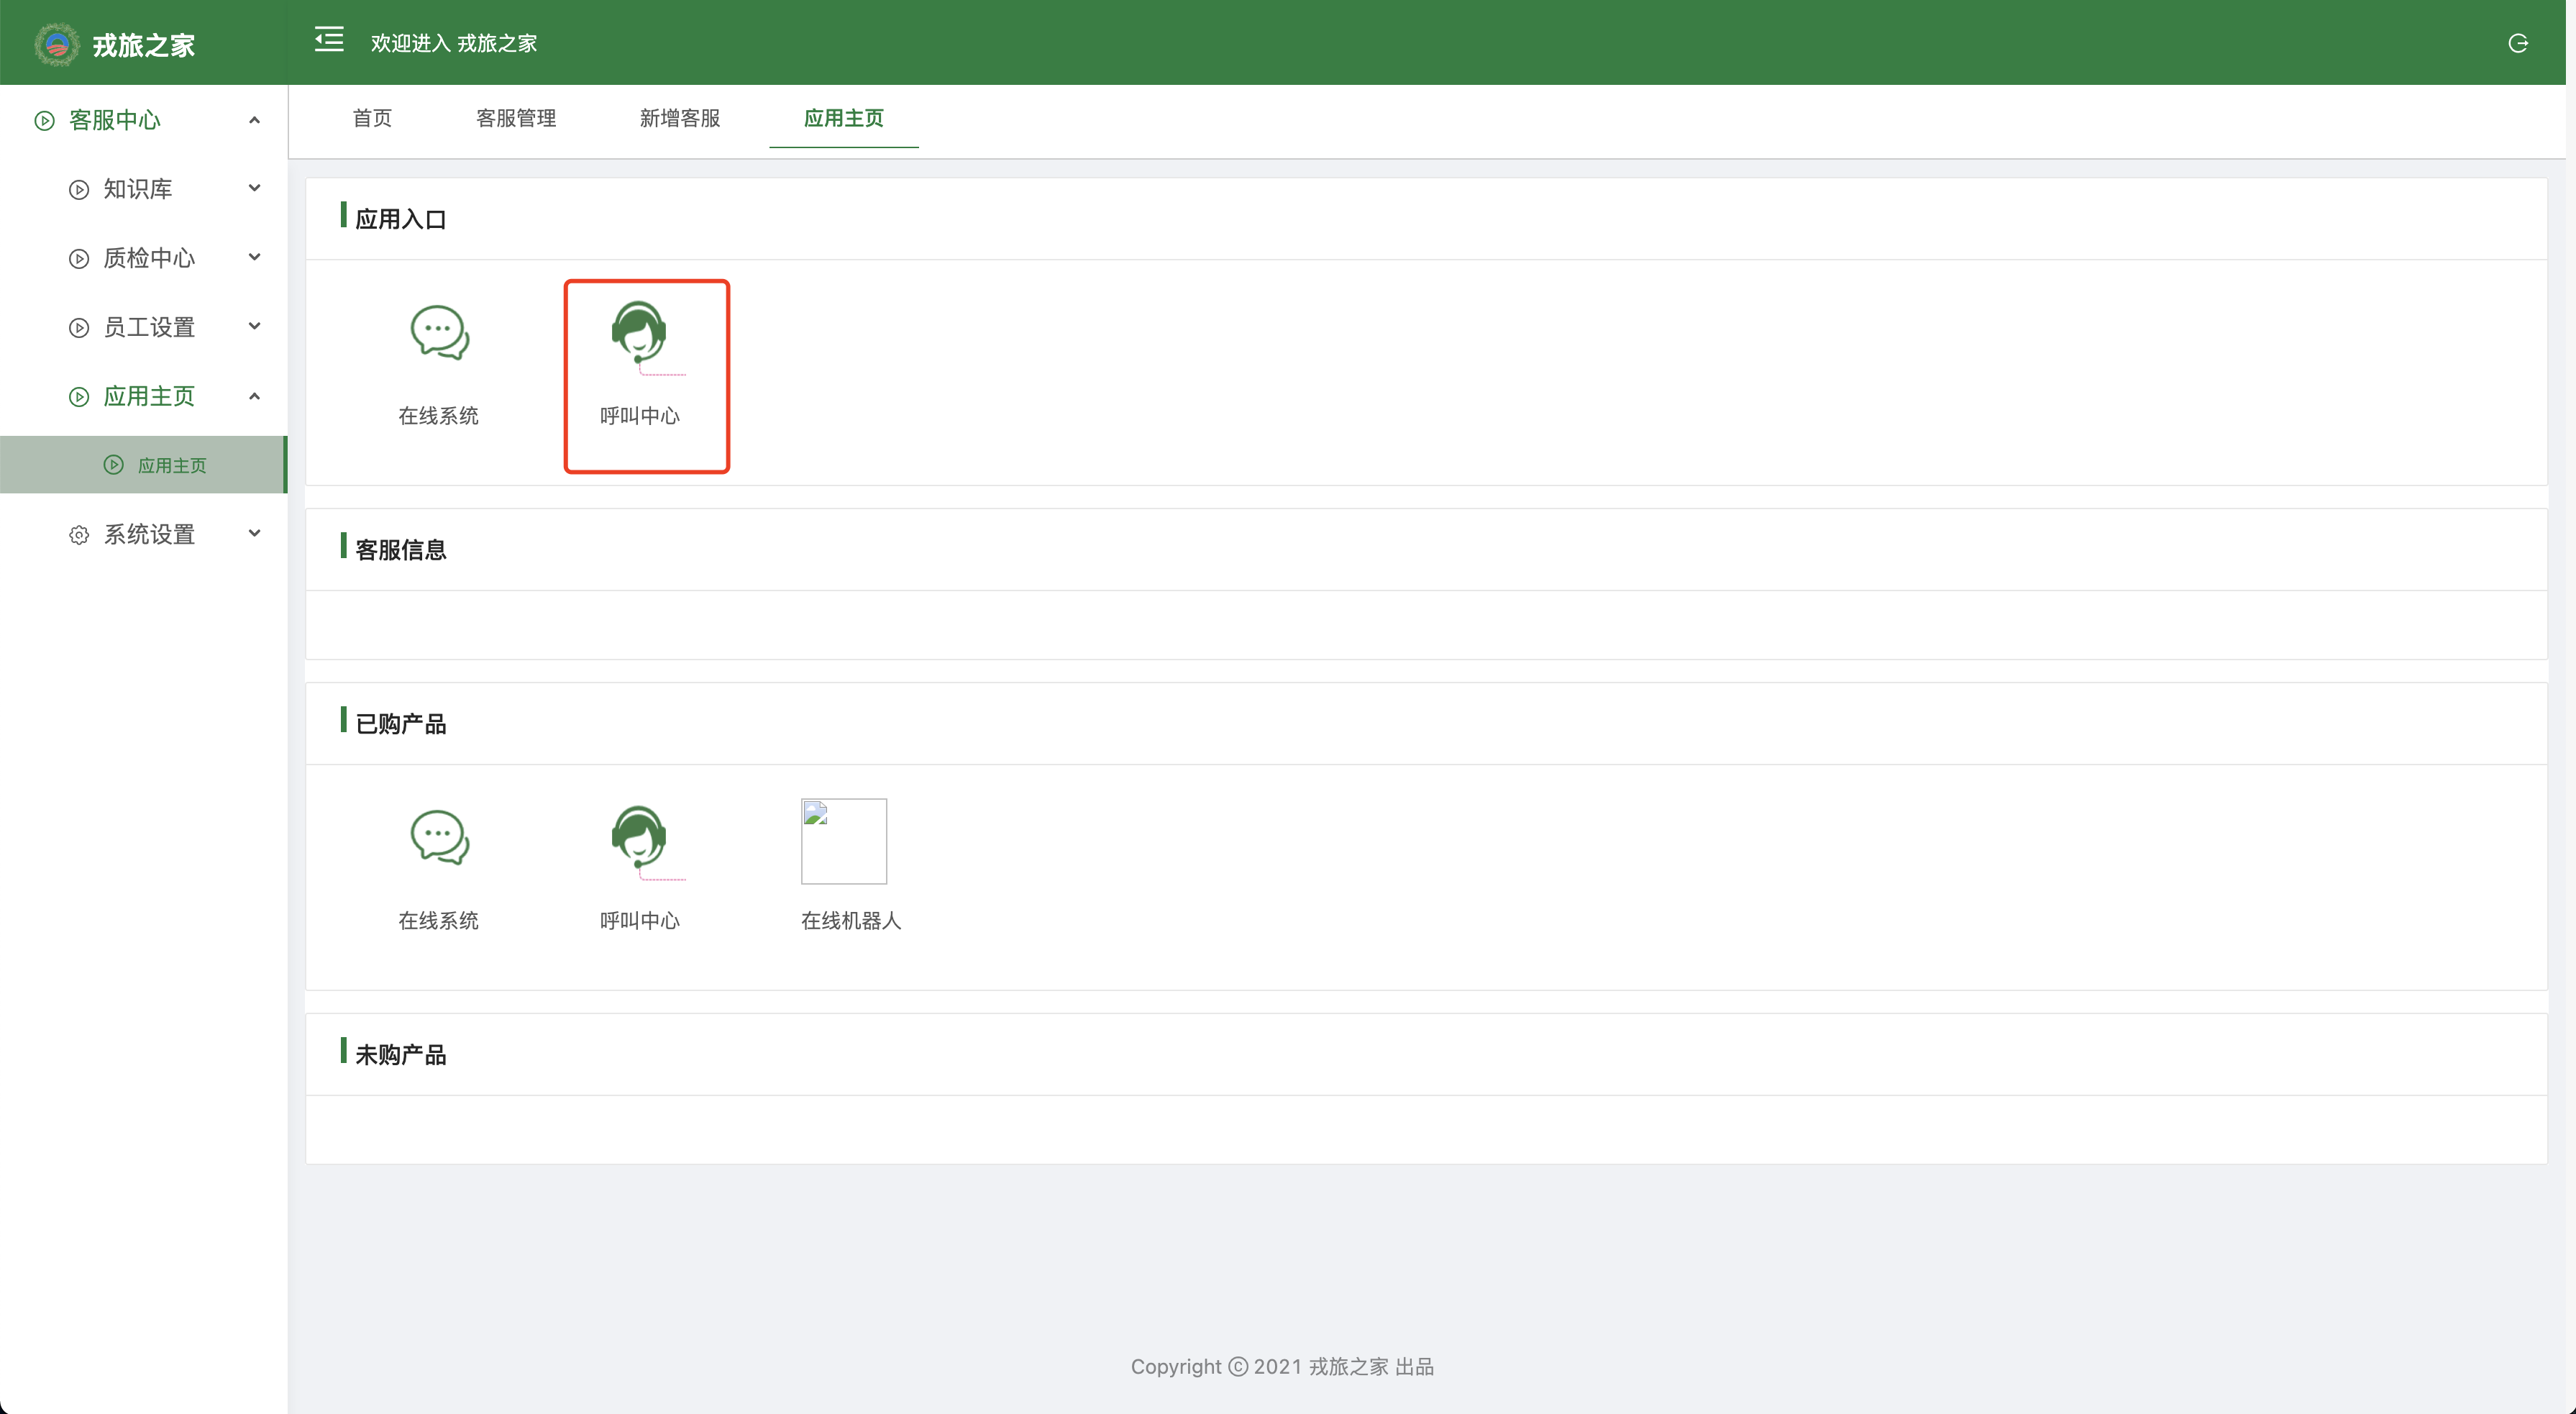 戎旅之家
欢迎进入 戎旅之家
客服中心
知识库
质检中心
员工设置
应用主页
应用主页
系统设置
首页 客服管理 新增客服 应用主页
应用入口
在线系统 呼叫中心
客服信息
已购产品
在线系统 呼叫中心 在线机器人
未购产品
Copyright © 2021 戎旅之家 出品